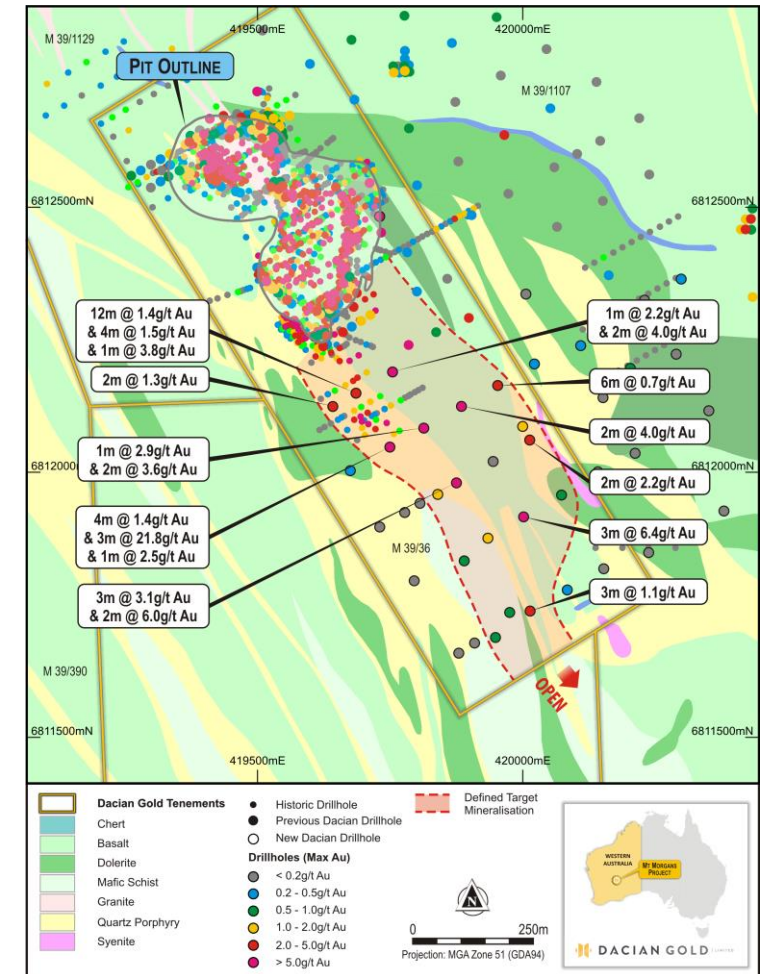 419500mE
420000mE
M 39/1129
PIT OUTLINE
M 39/1107
6812500mN
6812500mN
12m @ 1.4g/t Au
& 4m @ 1.5g/t Au
& 1m @ 3.8g/t Au
1m @ 2.2g/t Au
& 2m @ 4.0g/t Au
2m @ 1.3g/t Au
6m @ 0.7g/t Au
2m @ 4.0g/t Au
1m @ 2.9g/t Au
& 2m @ 3.6g/t Au
6812000mN
6812000mN
2m @ 2.2g/t Au
4m @ 1.4g/t Au
& 3m @ 21.8g/t Au
& 1m @ 2.5g/t Au
3m @ 6.4g/t Au
M 39/36
3m @ 3.1g/t Au
& 2m @ 6.0g/t Au
3m @ 1.1g/t Au
M 39/390
OPEN
6811500mN
6811500mN
419500mE
420000mE
Dacian Gold Tenements
Chert
Basalt
Dolerite
Mafic Schist
Granite
Quartz Porphyry
Syenite
Historic Drillhole
Previous Dacian Drillhole
New Dacian Drillhole
Drillholes (Max Au)
< 0.2g/t Au
0.2 - 0.5g/t Au
0.5 - 1.0g/t Au
1.0 - 2.0g/t Au
2.0 - 5.0g/t Au
> 5.0g/t Au
Defined Target
Mineralisation
N
0 250m
Projection: MGA Zone 51 (GDA94)
WESTERN
AUSTRALIA
MT MORGANS
PROJECT
DACIAN GOLD LIMITED